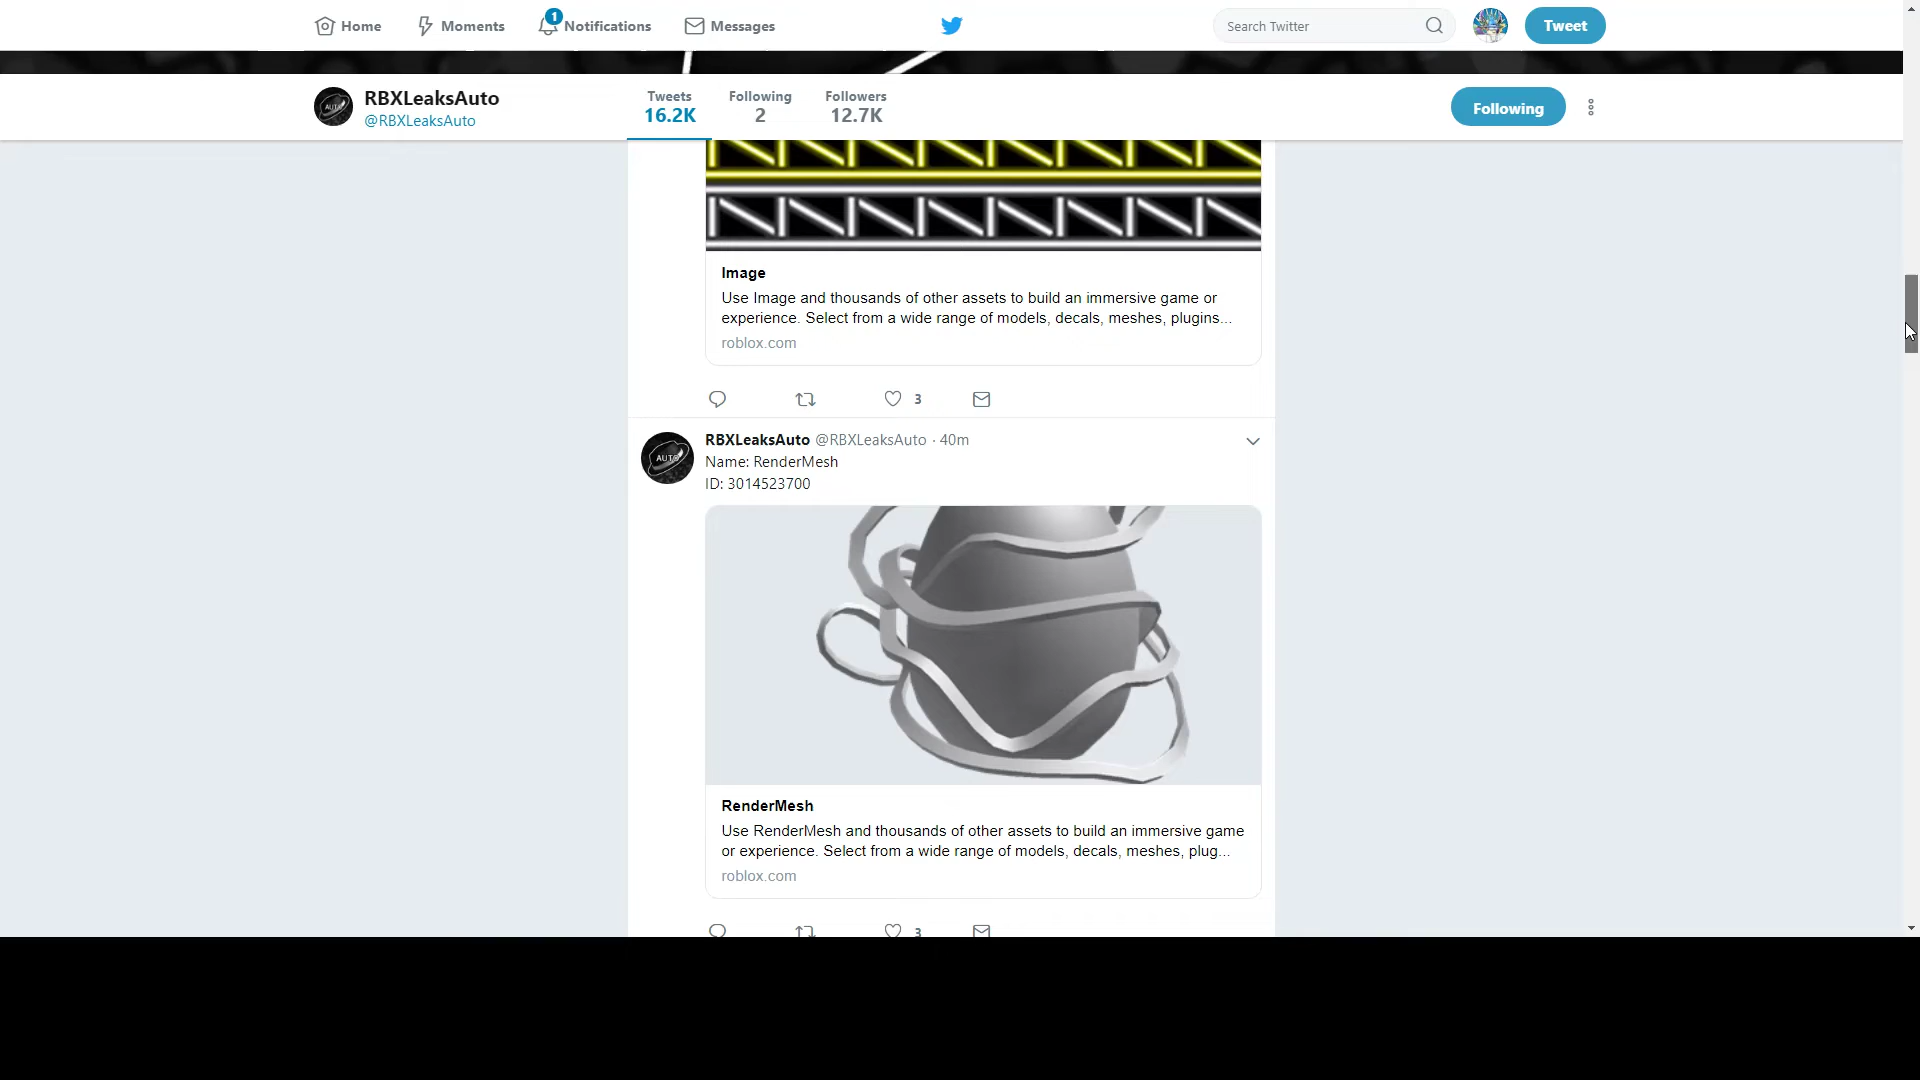 Home
Moments
1
Notifications
Messages
Search Twitter
Tweet
AUTO
RBXLeaksAuto
@RBXLeaksAuto
Tweets
16.2K
Following
2
Followers
12.7K
Following
Image
Use Image and thousands of other assets to build an immersive game or
experience. Select from a wide range of models, decals, meshes, plugins...
roblox.com
3
AUTO
RBXLeaksAuto @RBXLeaksAuto · 40m
Name: RenderMesh
ID: 3014523700
RenderMesh
Use RenderMesh and thousands of other assets to build an immersive game
or experience. Select from a wide range of models, decals, meshes, plug...
roblox.com
3